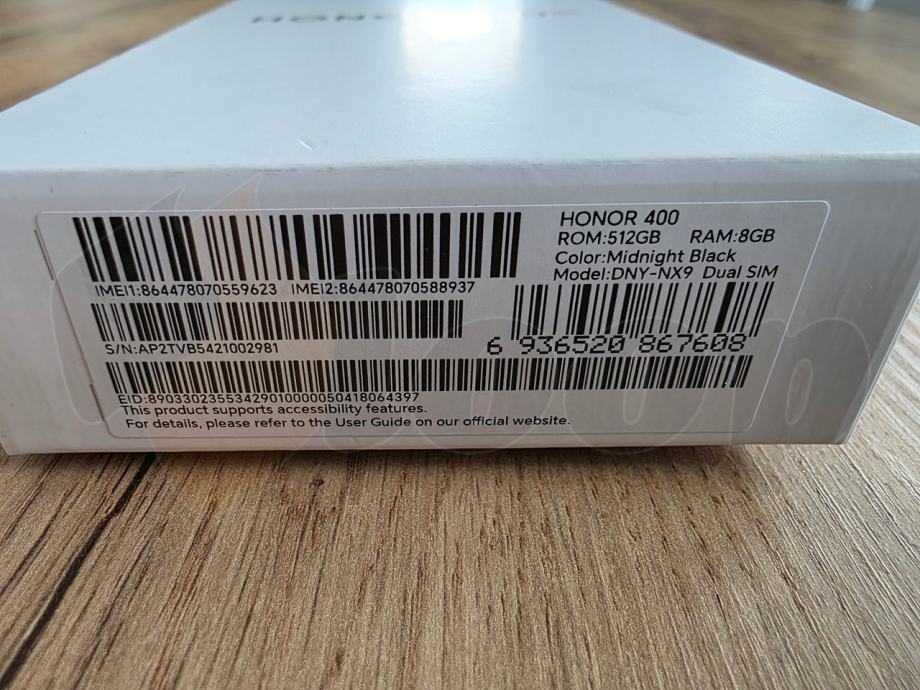 HONOR 400
ROM:512GB RAM:8GB
Color:Midnight Black
Model:DNY-NX9 Dual SIM
IMEI1:864478070559623 IMEI2:864478070588937
S/N:AP2TVB5421002981
6 936520 867608
EID:89033023553429010000050418064397
This product supports accessibility features.
For details, please refer to the User Guide on our official website.